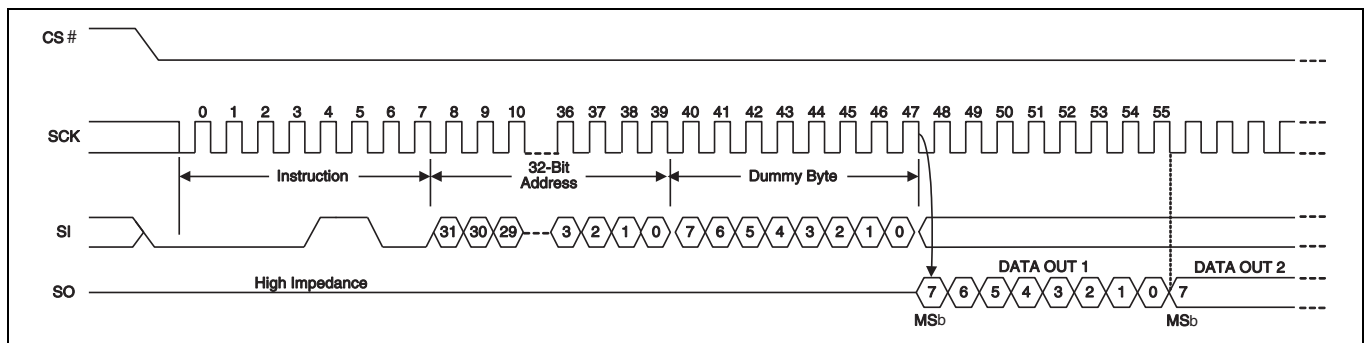 CS #
0 1 2 3 4 5 6 7 8 9 10 36 37 38 39 40 41 42 43 44 45 46 47 48 49 50 51 52 53 54 55
SCK
Instruction
32-Bit
Address
Dummy Byte
SI
31 30 29 3 2 1 0 7 6 5 4 3 2 1 0
DATA OUT 1
DATA OUT 2
High Impedance
SO
7 6 5 4 3 2 1 0 7
MSb
MSb